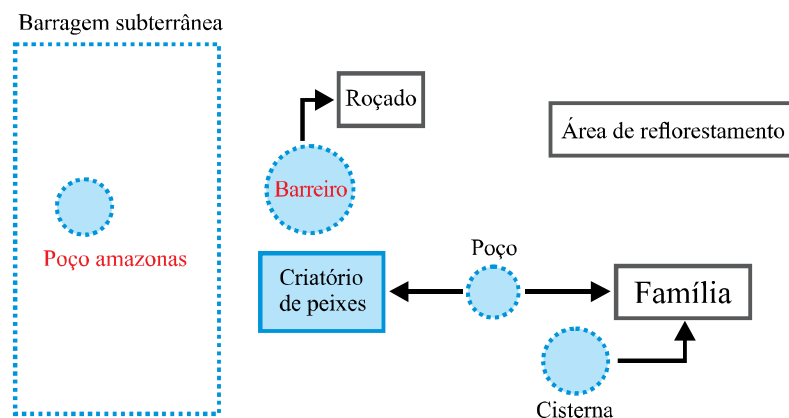 Barragem subterrânea
Roçado
Área de reflorestamento
Barreiro
Poço amazonas
Poço
Criatório
de peixes
Família
Cisterna